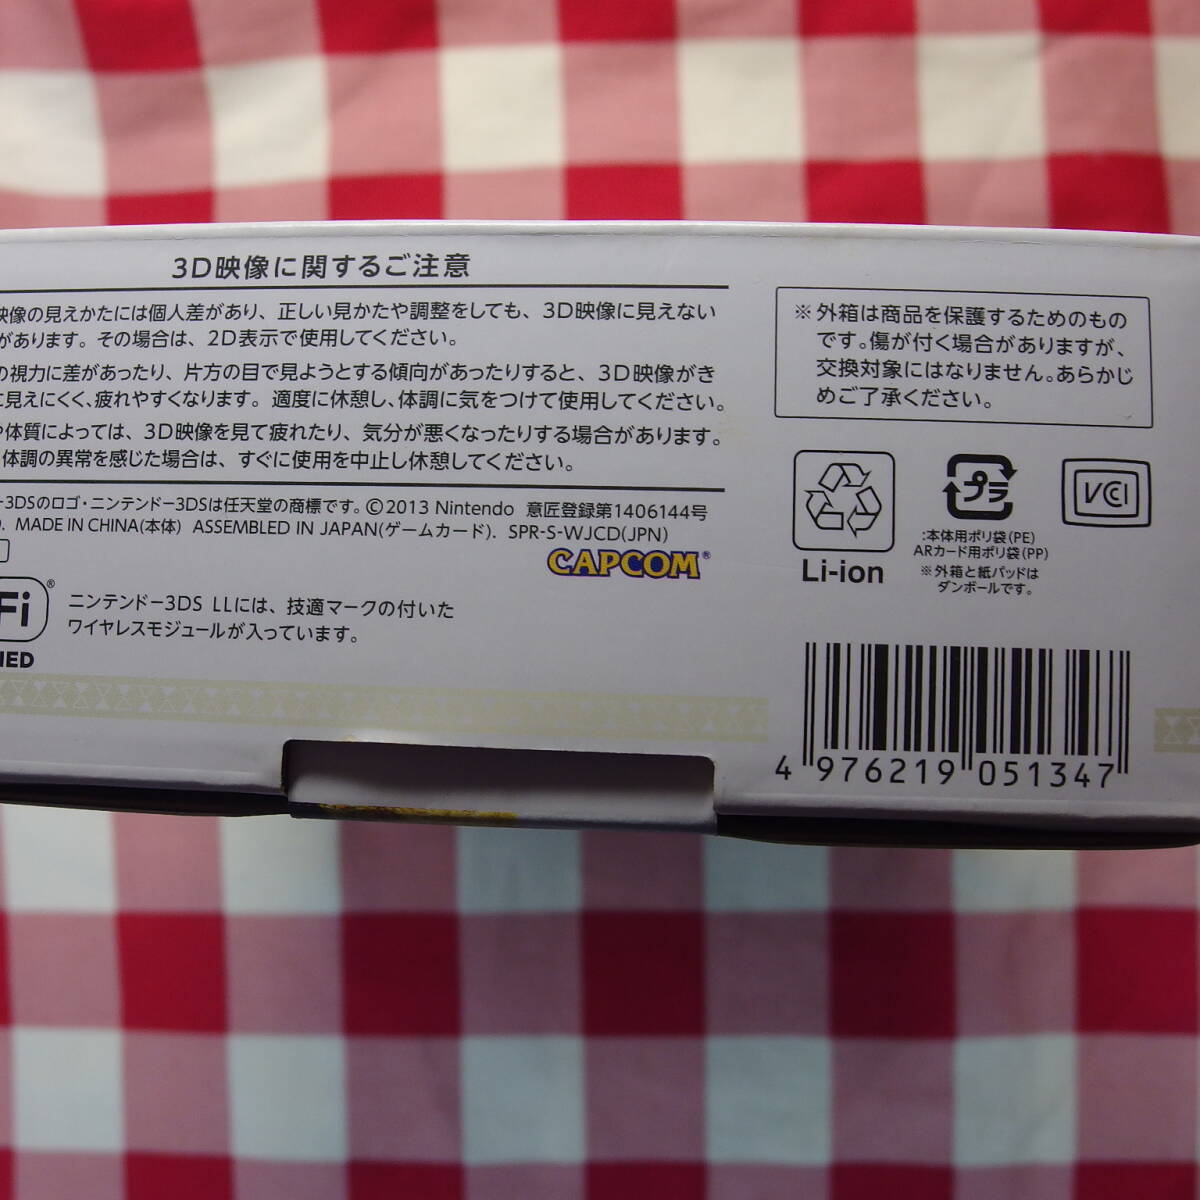 3D映像に関するご注意
映像の見えかたには個人差があり、正しい見かたや調整をしても、3D映像に見えない
があります。その場合は、2D表示で使用してください。
の視力に差があったり、片方の目で見ようとする傾向があったりすると、3D映像がき
に見えにくく、疲れやすくなります。適度に休憩し、体調に気をつけて使用してください。
や体質によっては、3D映像を見て疲れたり、気分が悪くなったりする場合があります。
体調の異常を感じた場合は、すぐに使用を中止し休憩してください。
ー3DSのロゴ・ニンテンドー3DSは任天堂の商標です。©2013 Nintendo 意匠登録第1406144号
). MADE IN CHINA(本体) ASSEMBLED IN JAPAN(ゲームカード). SPR-S-WJCD(JPN)
CAPCOM®
Fi®
IED
ニンテンドー3DS LLには、技適マークの付いた
ワイヤレスモジュールが入っています。
※外箱は商品を保護するためのもの
です。傷が付く場合がありますが、
交換対象にはなりません。あらかじ
めご了承ください。
Li-ion
プラ
:本体用ポリ袋(PE)
ARカード用ポリ袋(PP)
※外箱と紙パッドは
ダンボールです。
VCCI
4 976219 051347